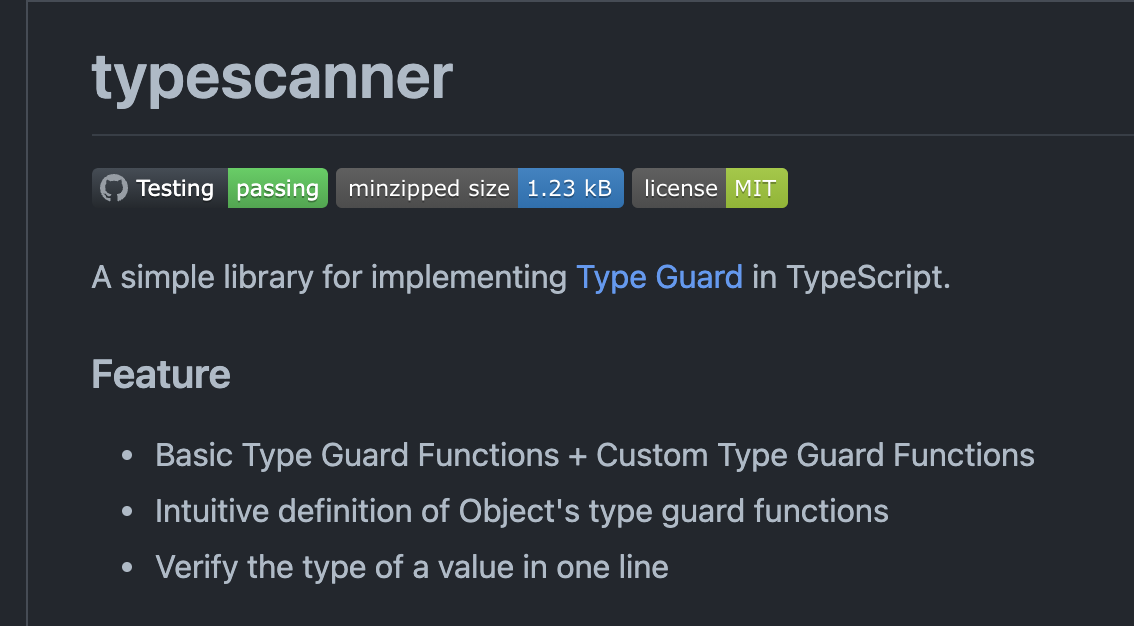 typescanner
Testing passing minzipped size 1.23 kB license MIT
A simple library for implementing Type Guard in TypeScript.
Feature
• Basic Type Guard Functions + Custom Type Guard Functions
• Intuitive definition of Object's type guard functions
• Verify the type of a value in one line